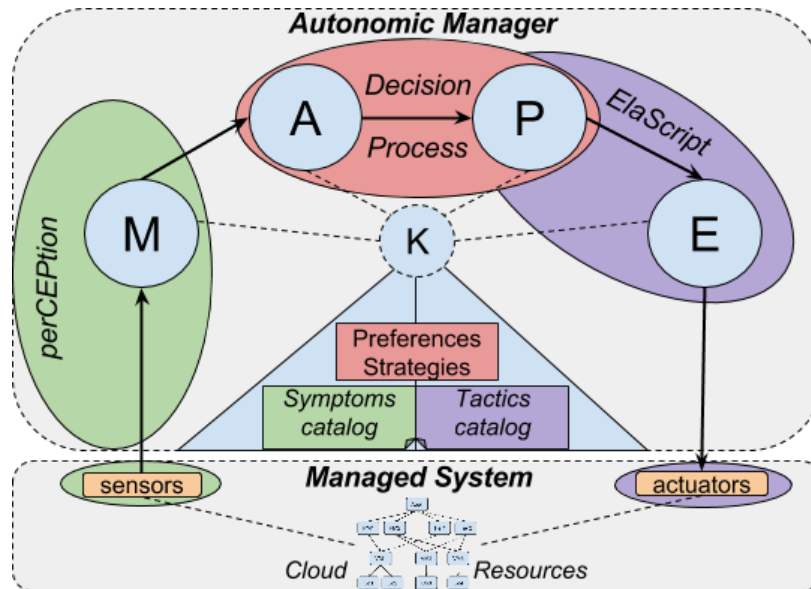 Autonomic Manager
Decision
A
P
Process
ElaScript
perCEPtion
M
K
E
Preferences
Strategies
Symptoms
catalog
Tactics
catalog
sensors
Managed System
actuators
Cloud
Resources